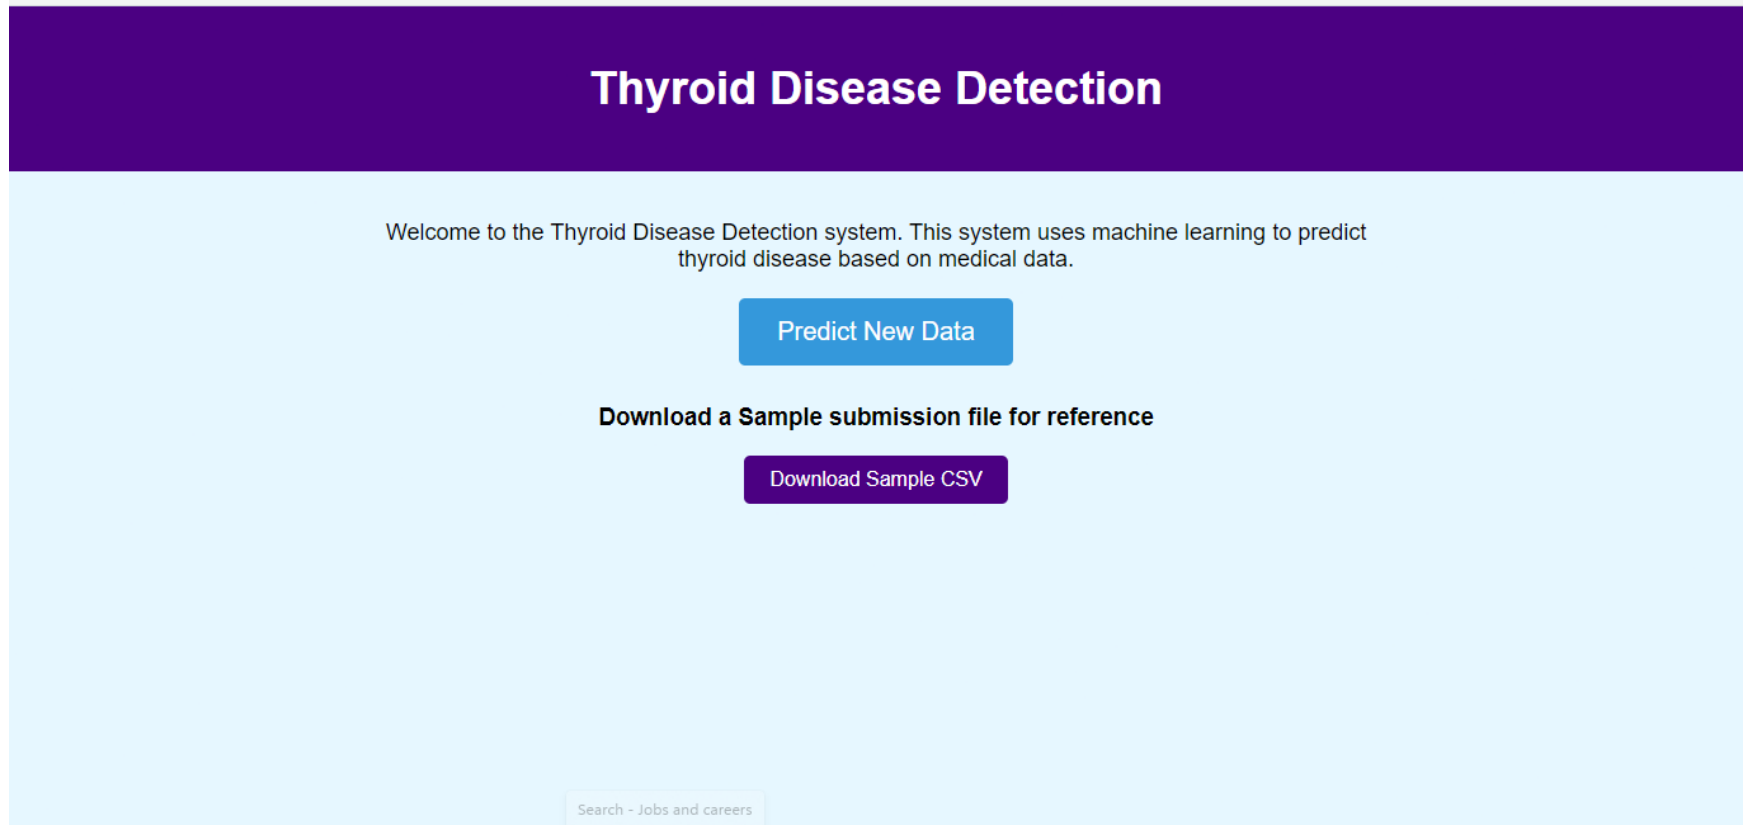 Thyroid Disease Detection
Welcome to the Thyroid Disease Detection system. This system uses machine learning to predict
thyroid disease based on medical data.
Predict New Data
Download a Sample submission file for reference
Download Sample CSV
Search - Jobs and careers